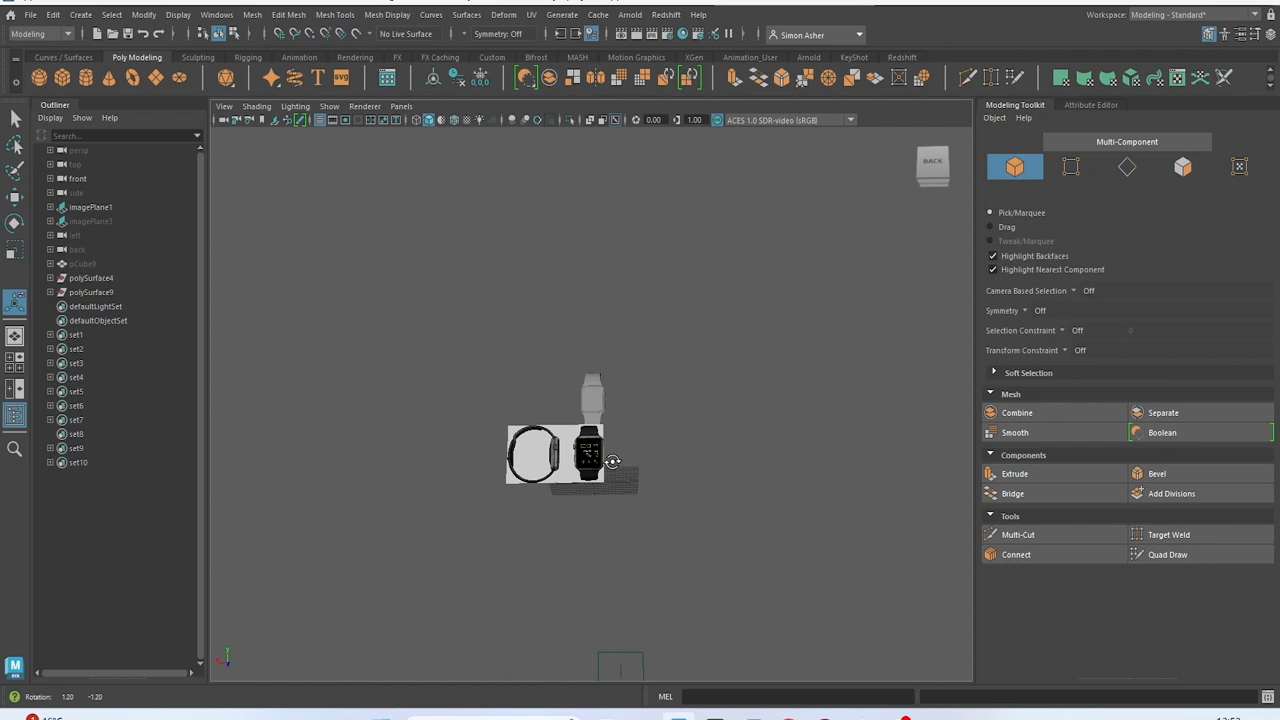 File Edit Create Select Modify Display Windows Mesh Edit Mesh Mesh Tools Mesh Display Curves Surfaces Deform UV Generate Cache Arnold Redshift Help Workspace: Modeling - Standard*
Modeling No Live Surface Symmetry: Off Simon Asher
Curves / Surfaces Poly Modeling Sculpting Rigging Animation Rendering FX FX Caching Custom Bifrost MASH Motion Graphics XGen Animation_User Arnold KeyShot Redshift
Outliner
Display Show Help
Search...
persp
top
front
side
imagePlane1
imagePlane3
left
back
pCube9
polySurface4
polySurface9
defaultLightSet
defaultObjectSet
set1
set2
set3
set4
set5
set6
set7
set8
set9
set10
View Shading Lighting Show Renderer Panels
0.00 1.00 ACES 1.0 SDR-video (sRGB)
BACK
Modeling Toolkit Attribute Editor
Object Help
Multi-Component
Pick/Marquee
Drag
Tweak/Marquee
Highlight Backfaces
Highlight Nearest Component
Camera Based Selection Off
Symmetry Off
Selection Constraint Off 0
Transform Constraint Off
Soft Selection
Mesh
Combine Separate
Smooth Boolean
Components
Extrude Bevel
Bridge Add Divisions
Tools
Multi-Cut Target Weld
Connect Quad Draw
Rotation: 1.20 -1.20 MEL